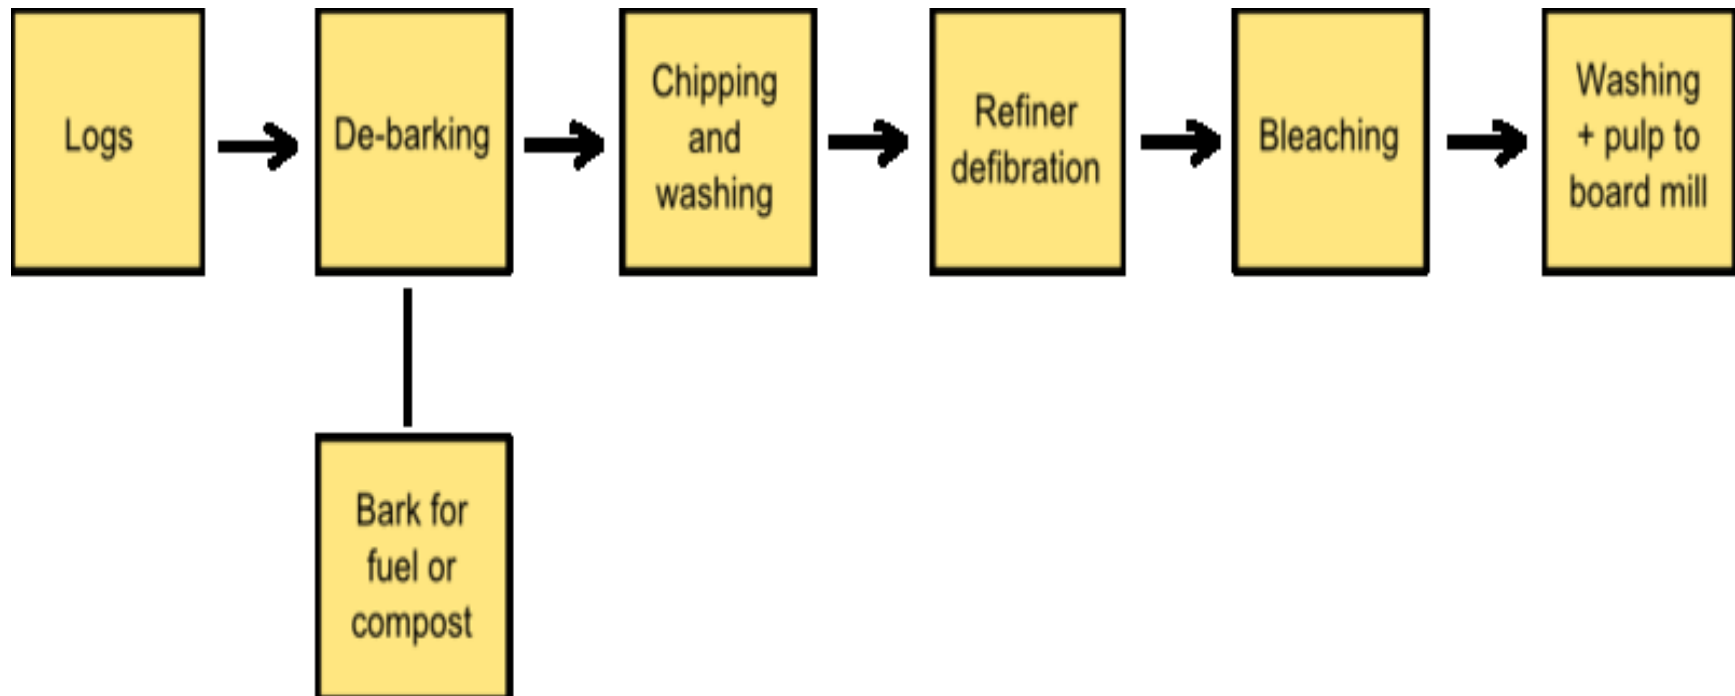 Logs
De-barking
Chipping
and
washing
Refiner
defibration
Bleaching
Washing
+ pulp to
board mill
Bark for
fuel or
compost